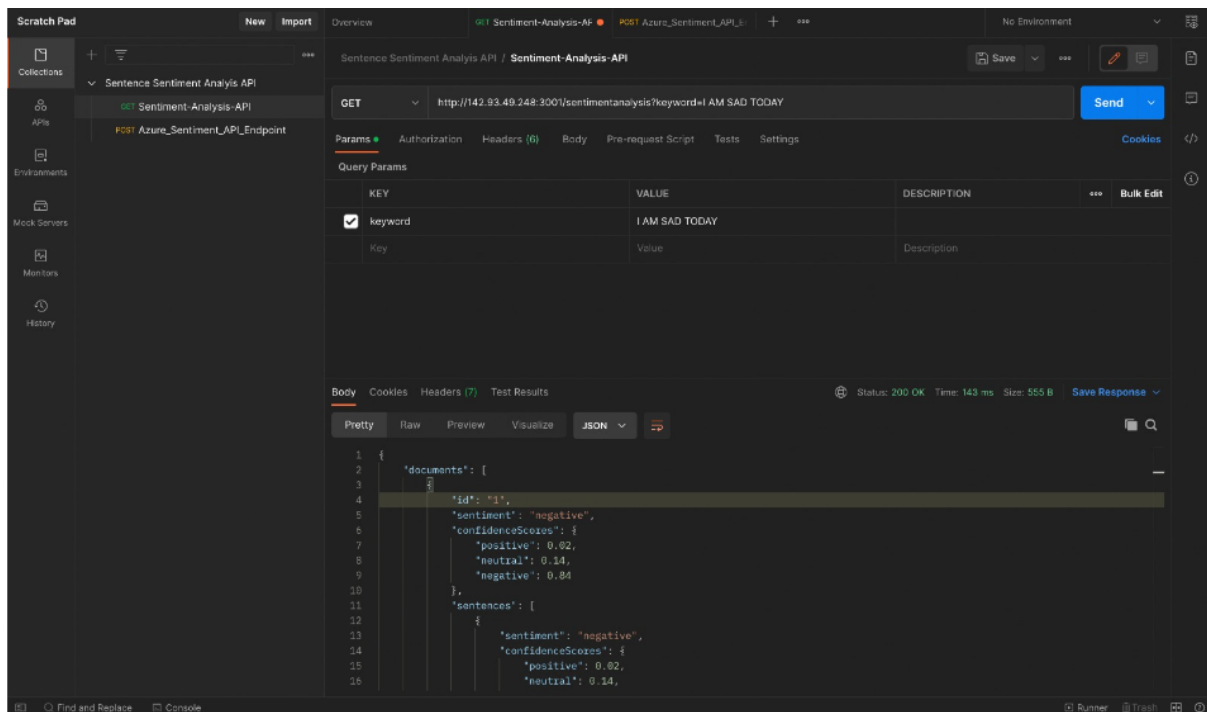 Scratch Pad New Import Overview GET Sentiment-Analysis-AF POST Azure_Sentiment_API_E No Environment
Collections
Sentence Sentiment Analyis API / Sentiment-Analysis-API Save
Sentence Sentiment Analyis API
GET Sentiment-Analysis-API
POST Azure_Sentiment_API_Endpoint
APIs
Environments
Mock Servers
Monitors
History
GET http://142.93.49.248:3001/sentimentanalysis?keyword=I AM SAD TODAY Send
Params Authorization Headers (6) Body Pre-request Script Tests Settings Cookies
Query Params
KEY VALUE DESCRIPTION Bulk Edit
keyword I AM SAD TODAY
Key Value Description
Body Cookies Headers (7) Test Results Status: 200 OK Time: 143 ms Size: 555 B Save Response
Pretty Raw Preview Visualize JSON
1 {
2 "documents": [
3 {
4 "id": "1",
5 "sentiment": "negative",
6 "confidenceScores": {
7 "positive": 0.02,
8 "neutral": 0.14,
9 "negative": 0.84
10 },
11 "sentences": [
12 {
13 "sentiment": "negative",
14 "confidenceScores": {
15 "positive": 0.02,
16 "neutral": 0.14,
Find and Replace Console Runner Trash